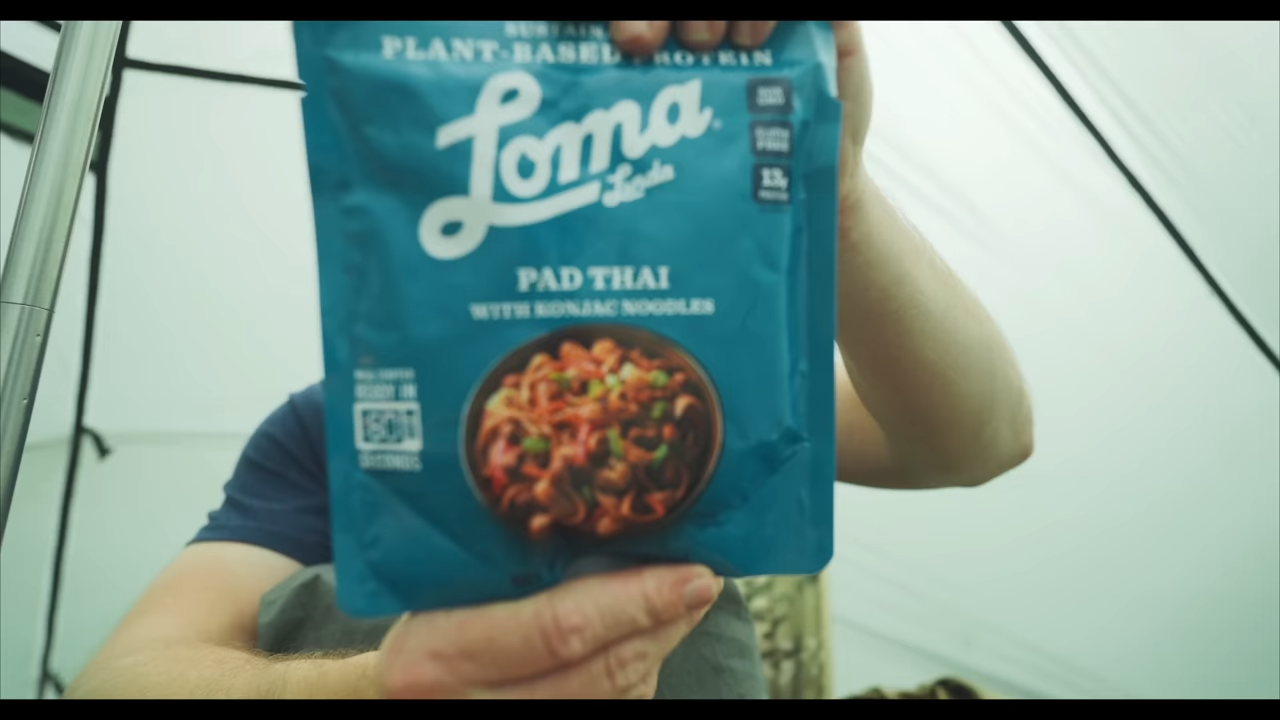 PLANT-BASED PROTEIN
Loma
Linda
13g
PAD THAI
WITH KONJAC NOODLES
READY IN
60
SECONDS